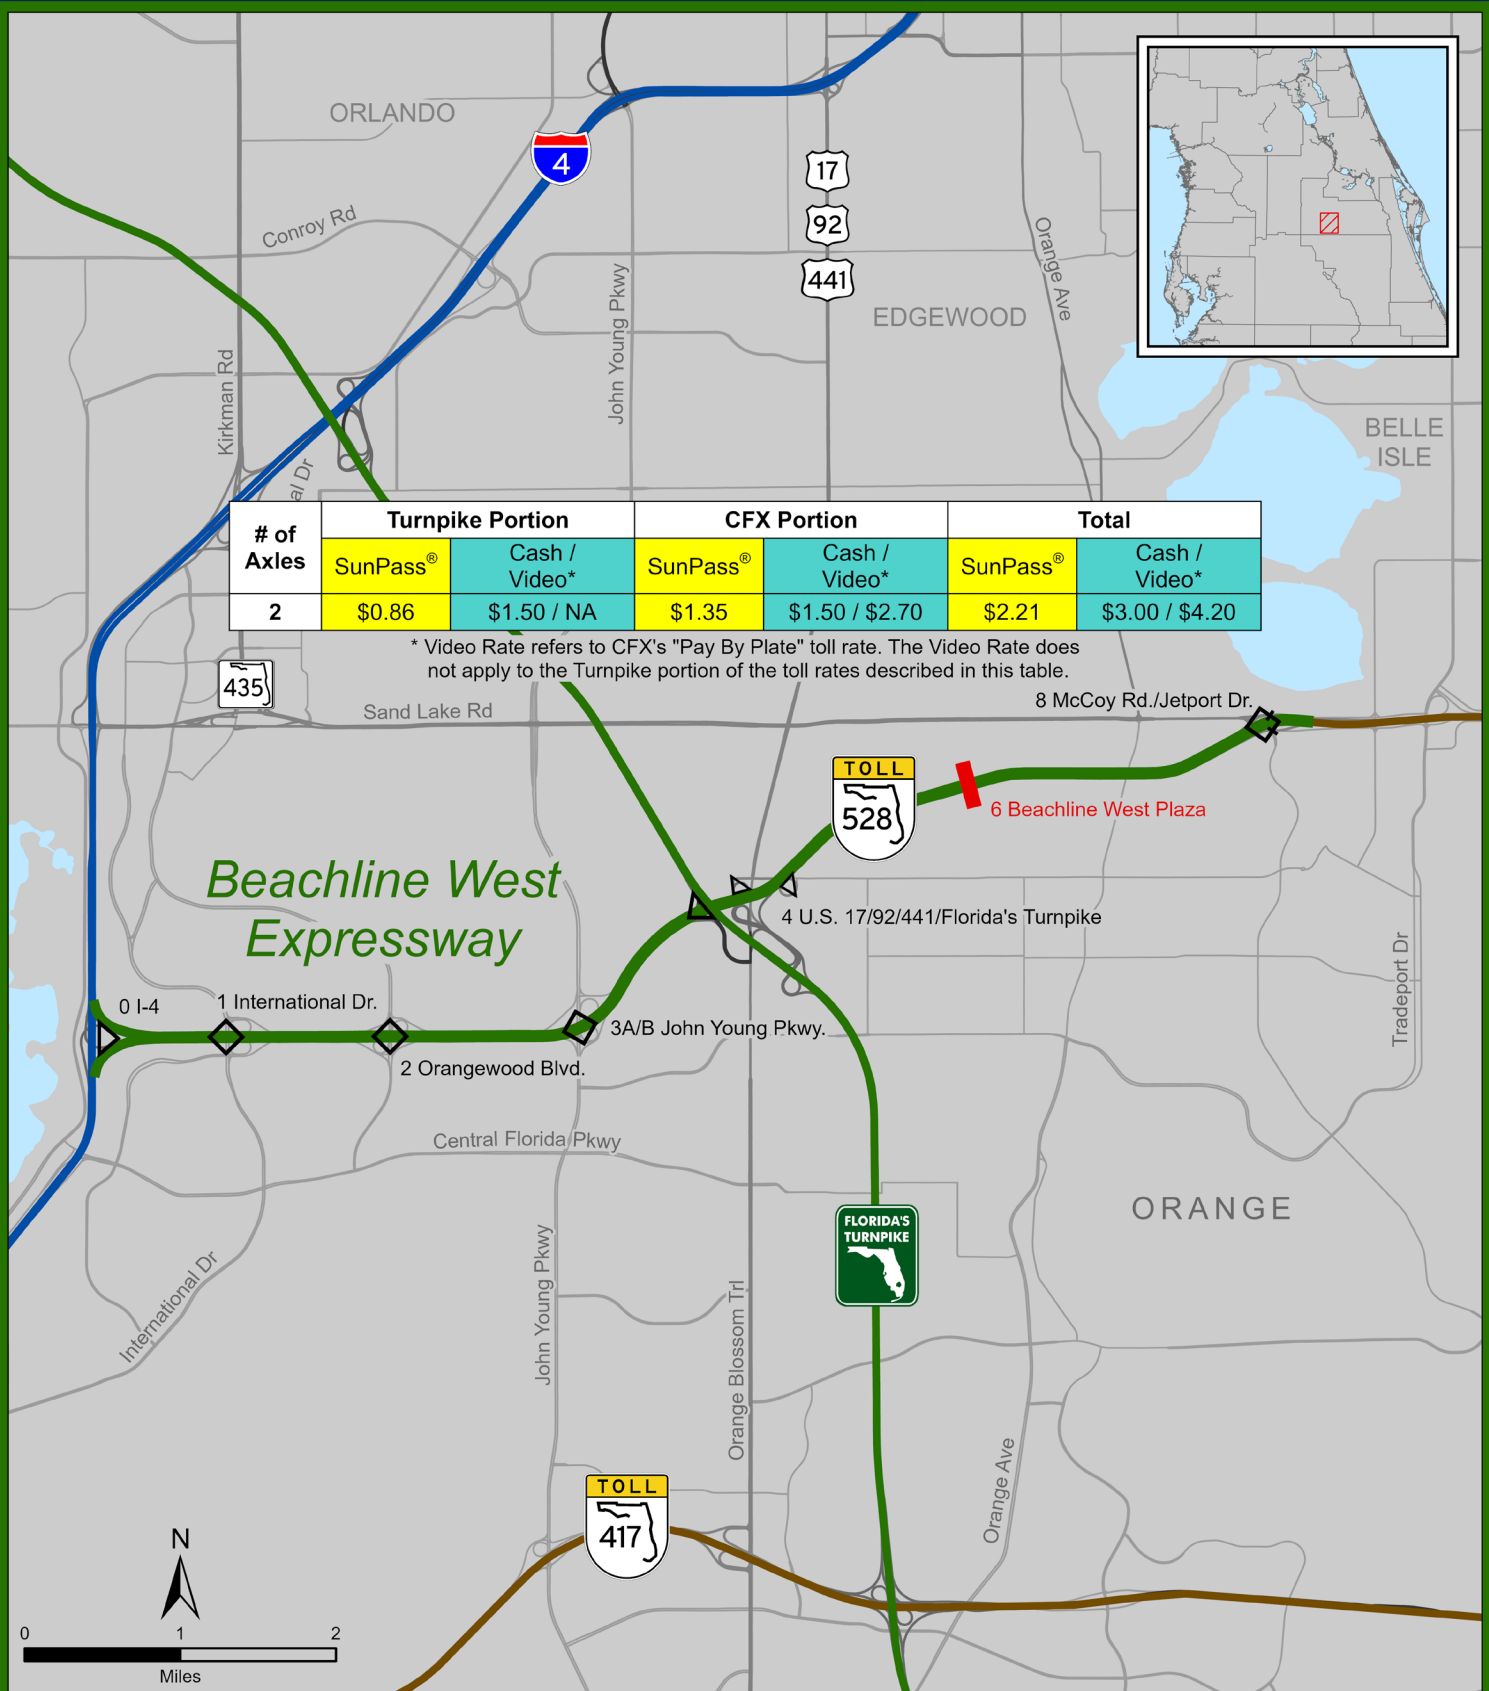 ORLANDO
4
17
92
441
Conroy Rd
Orange Ave
EDGEWOOD
John Young Pkwy
Kirkman Rd
BELLE
ISLE
al Dr
# of Axles Turnpike Portion CFX Portion Total
SunPass® Cash / Video* SunPass® Cash / Video* SunPass® Cash / Video*
2 $0.86 $1.50 / NA $1.35 $1.50 / $2.70 $2.21 $3.00 / $4.20
* Video Rate refers to CFX's "Pay By Plate" toll rate. The Video Rate does
not apply to the Turnpike portion of the toll rates described in this table.
435
Sand Lake Rd
8 McCoy Rd./Jetport Dr.
TOLL
528
6 Beachline West Plaza
Beachline West
Expressway
4 U.S. 17/92/441/Florida's Turnpike
Tradeport Dr
0 I-4
1 International Dr.
3A/B John Young Pkwy.
2 Orangewood Blvd.
Central Florida Pkwy
ORANGE
FLORIDA'S
TURNPIKE
International Dr
John Young Pkwy
Orange Blossom Trl
Orange Ave
TOLL
417
N
0 1 2
Miles